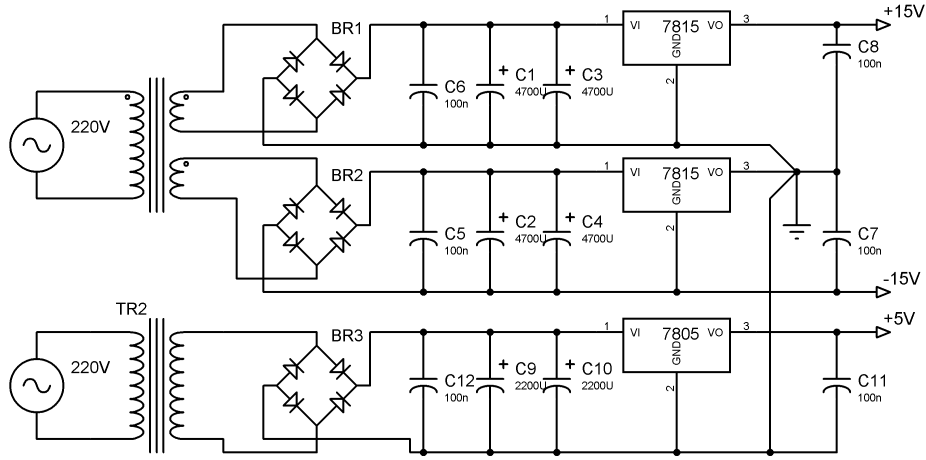 +15V
BR1
1 VI 7815 VO 3
GND
2
C8
100n
C6
100n
+ C1
4700U
+ C3
4700U
220V
BR2
1 VI 7815 VO 3
GND
2
C5
100n
+ C2
4700U
+ C4
4700U
C7
100n
-15V
TR2
+5V
BR3
1 VI 7805 VO 3
GND
2
220V
C12
100n
+ C9
2200U
+ C10
2200U
C11
100n